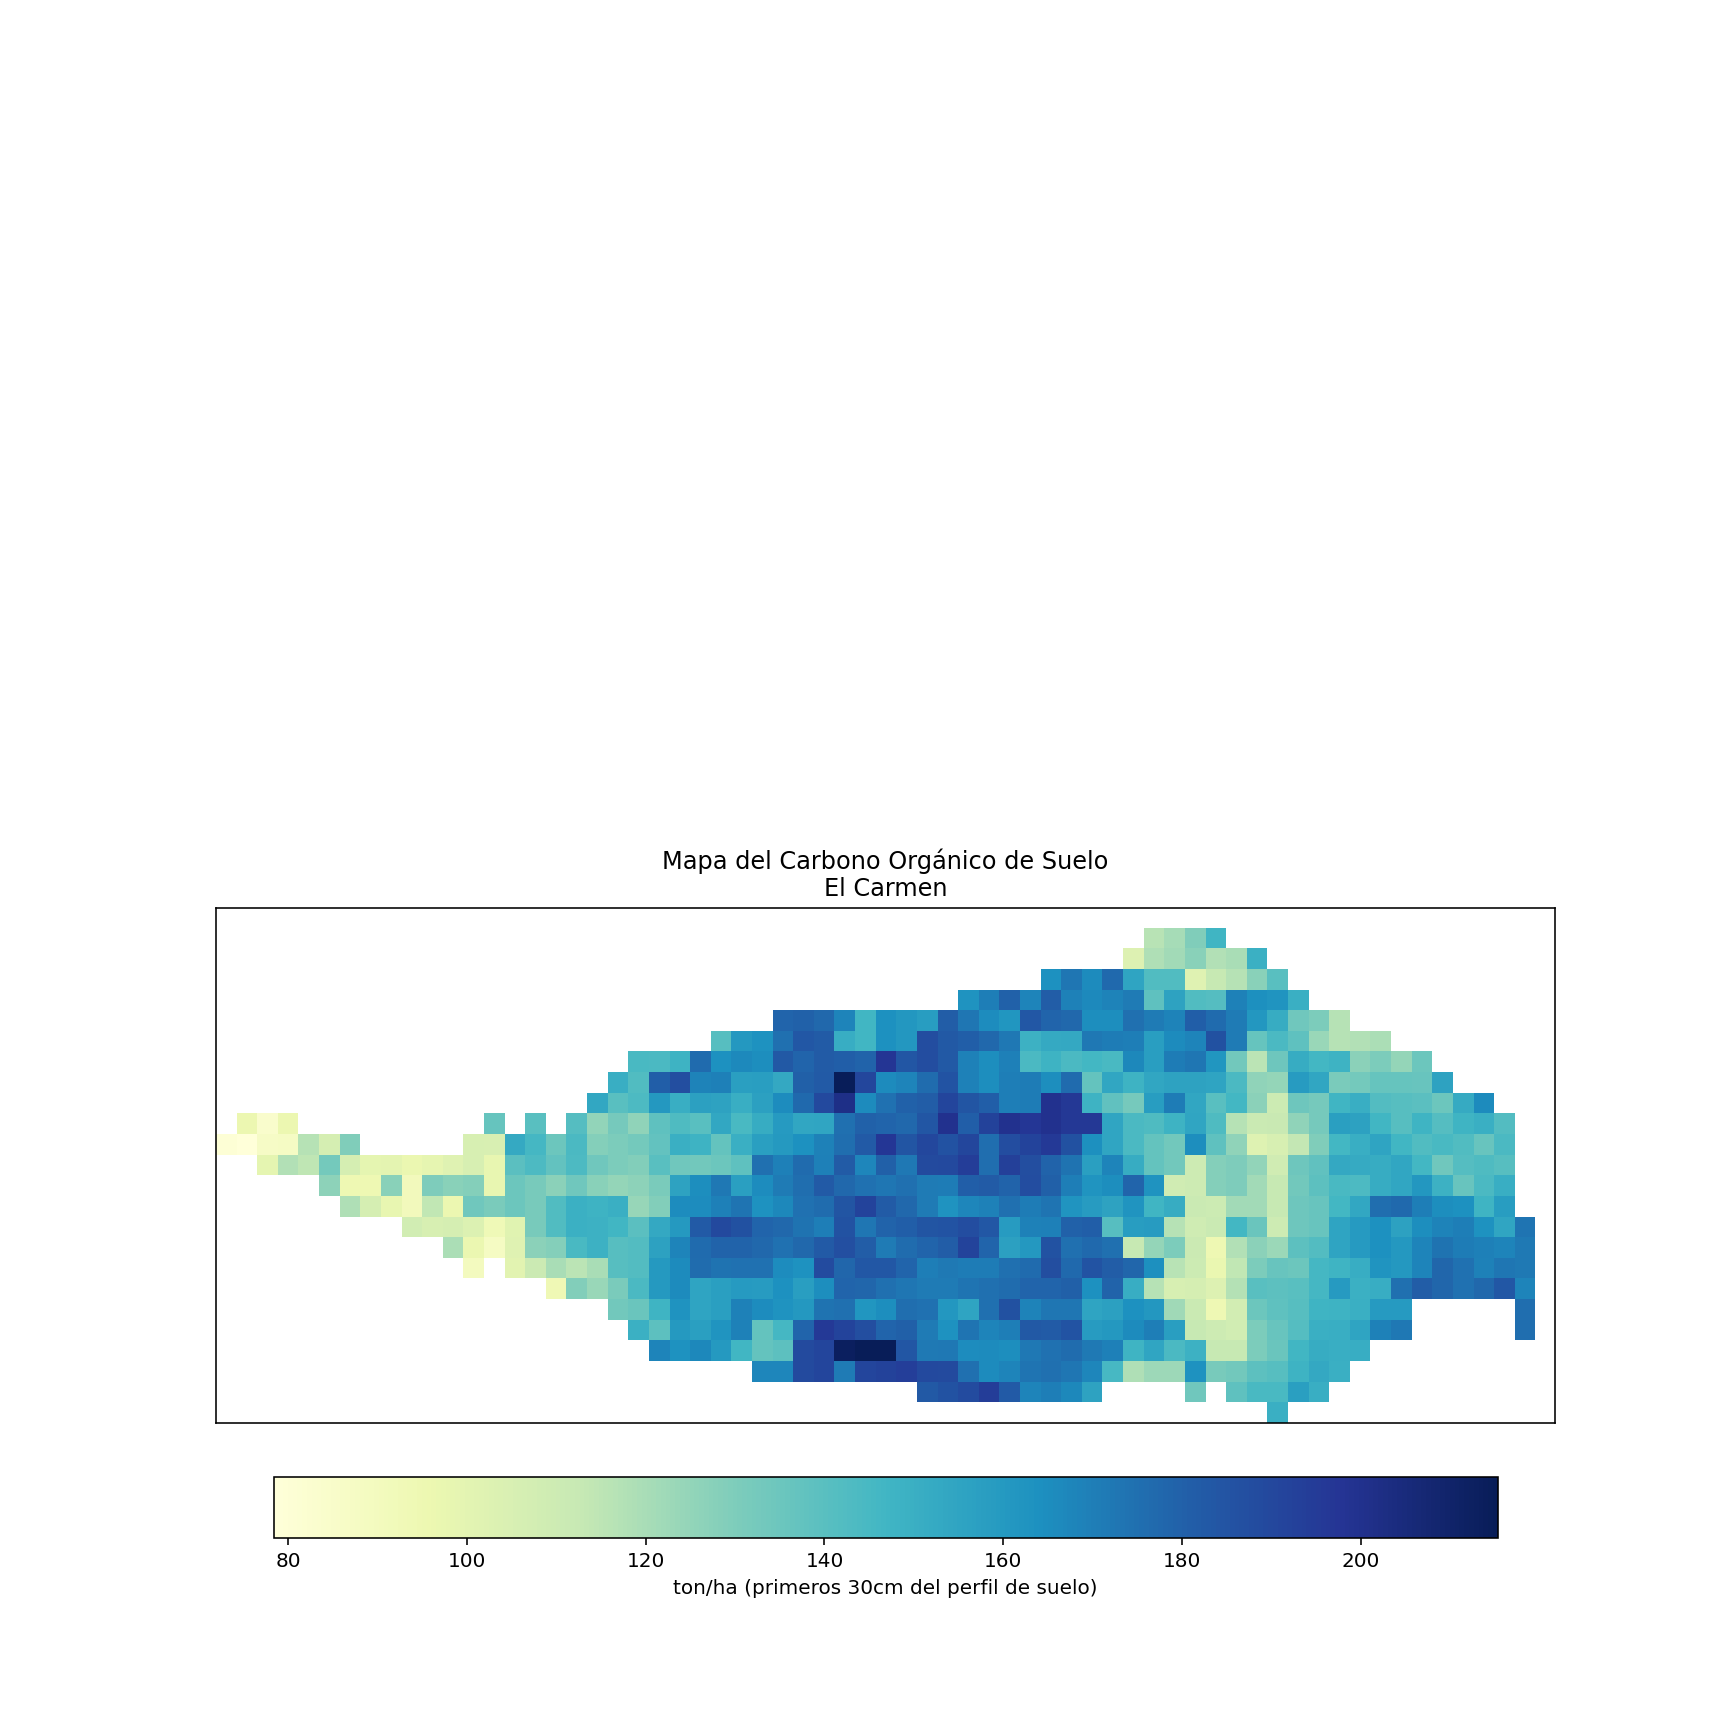 Mapa del Carbono Orgánico de Suelo
El Carmen
80 100 120 140 160 180 200
ton/ha (primeros 30cm del perfil de suelo)